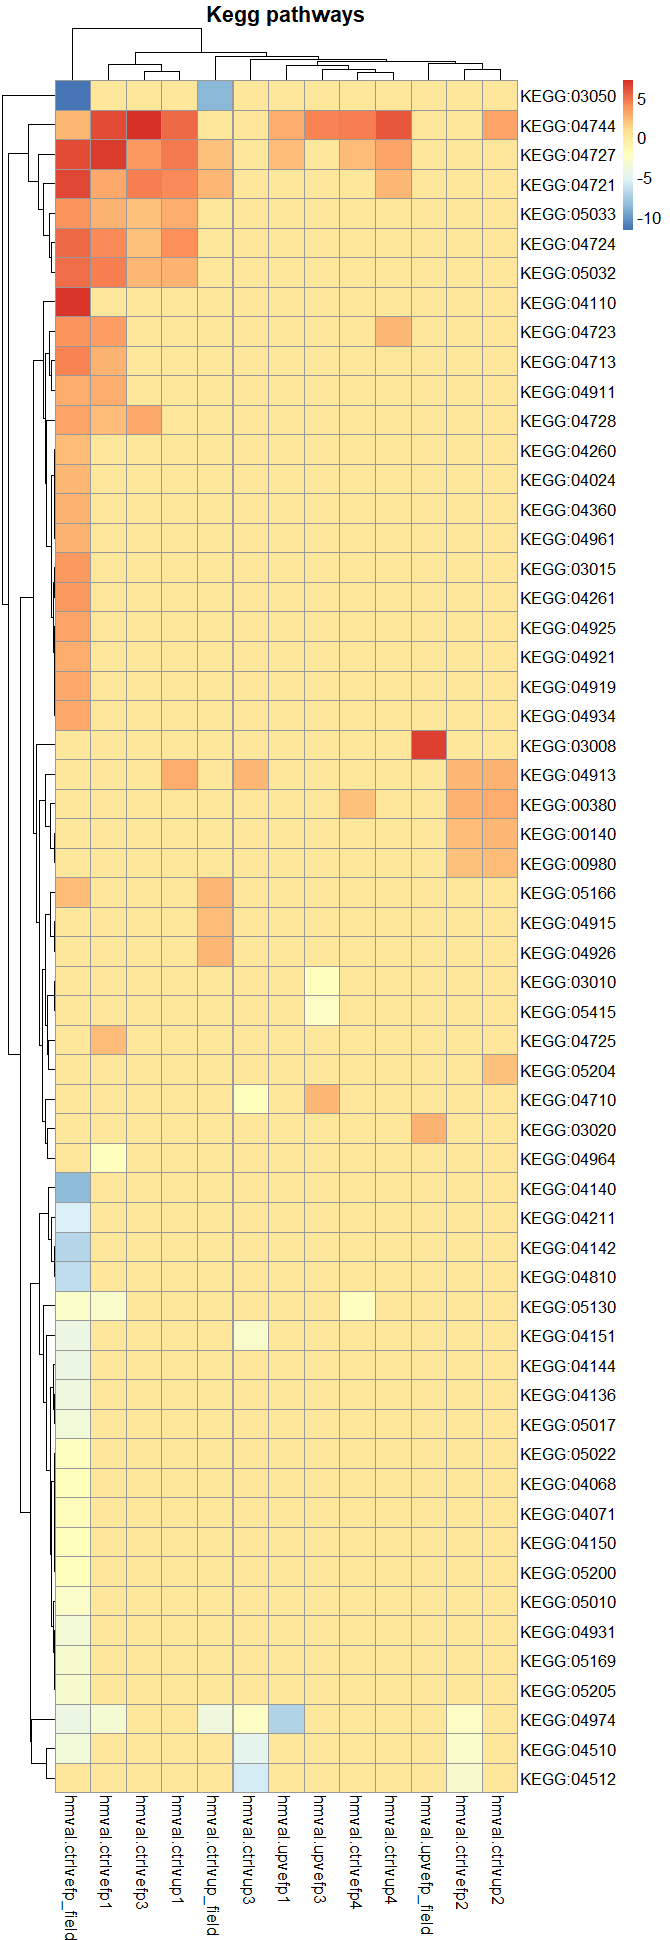 Kegg pathways
5
0
-5
-10
KEGG:03050
KEGG:04744
KEGG:04727
KEGG:04721
KEGG:05033
KEGG:04724
KEGG:05032
KEGG:04110
KEGG:04723
KEGG:04713
KEGG:04911
KEGG:04728
KEGG:04260
KEGG:04024
KEGG:04360
KEGG:04961
KEGG:03015
KEGG:04261
KEGG:04925
KEGG:04921
KEGG:04919
KEGG:04934
KEGG:03008
KEGG:04913
KEGG:00380
KEGG:00140
KEGG:00980
KEGG:05166
KEGG:04915
KEGG:04926
KEGG:03010
KEGG:05415
KEGG:04725
KEGG:05204
KEGG:04710
KEGG:03020
KEGG:04964
KEGG:04140
KEGG:04211
KEGG:04142
KEGG:04810
KEGG:05130
KEGG:04151
KEGG:04144
KEGG:04136
KEGG:05017
KEGG:05022
KEGG:04068
KEGG:04071
KEGG:04150
KEGG:05200
KEGG:05010
KEGG:04931
KEGG:05169
KEGG:05205
KEGG:04974
KEGG:04510
KEGG:04512
hmval.ctrlvefp_field
hmval.ctrlvefp1
hmval.ctrlvefp3
hmval.ctrlvup1
hmval.ctrlvup_field
hmval.ctrlvup3
hmval.upvefp1
hmval.upvefp3
hmval.ctrlvefp4
hmval.ctrlvup4
hmval.upvefp_field
hmval.ctrlvefp2
hmval.ctrlvup2